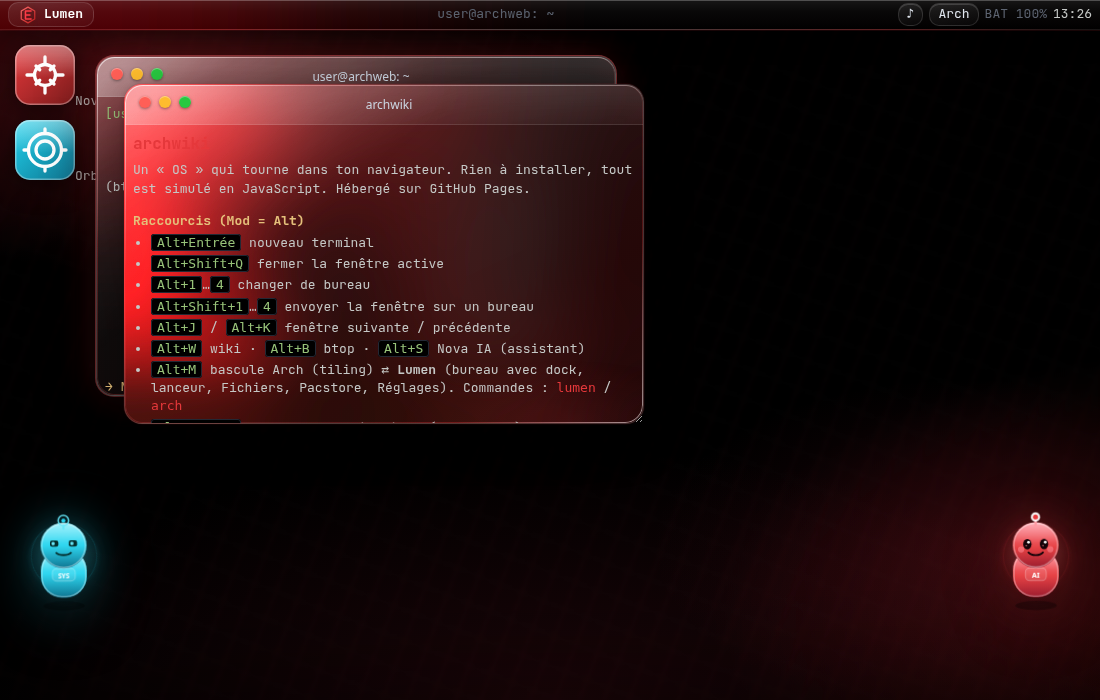 Lumen
user@archweb: ~
♪ Arch BAT 100% 13:26
user@archweb: ~
archwiki
Nov
[us
Orb
(bt
archwiki
Un « OS » qui tourne dans ton navigateur. Rien à installer, tout
est simulé en JavaScript. Hébergé sur GitHub Pages.
Raccourcis (Mod = Alt)
• Alt+Entrée nouveau terminal
• Alt+Shift+Q fermer la fenêtre active
• Alt+1…4 changer de bureau
• Alt+Shift+1…4 envoyer la fenêtre sur un bureau
• Alt+J / Alt+K fenêtre suivante / précédente
• Alt+W wiki · Alt+B btop · Alt+S Nova IA (assistant)
• Alt+M bascule Arch (tiling) ⇄ Lumen (bureau avec dock,
lanceur, Fichiers, Pacstore, Réglages). Commandes : lumen /
arch
→ N
SYS
AI